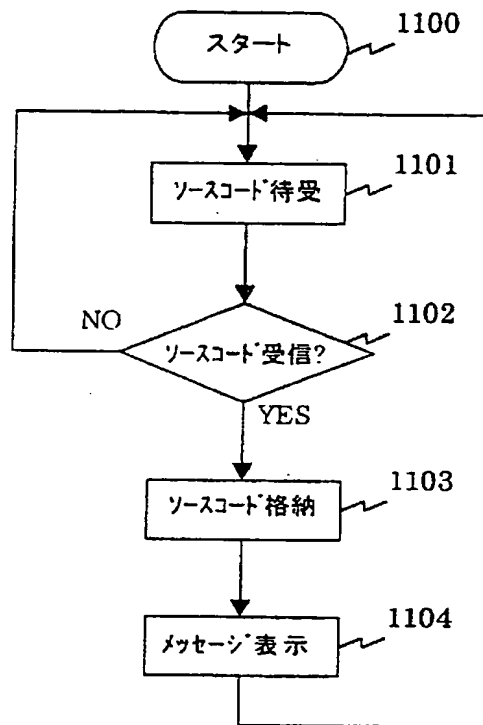 スタート
1100
ソースコード待受
1101
ソースコード受信?
1102
NO
YES
ソースコード格納
1103
メッセージ表示
1104